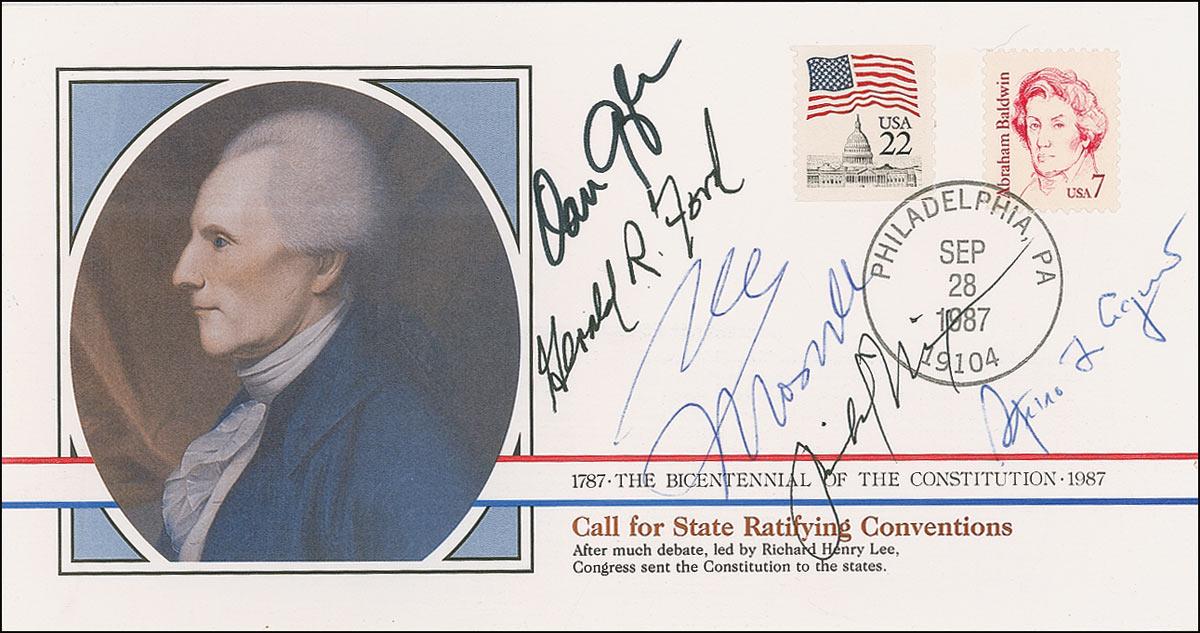 Gerald R. Ford
USA
22
Abraham Baldwin
USA 7
PHILADELPHIA, PA
SEP
28
1987
19104
1787·THE BICENTENNIAL OF THE CONSTITUTION·1987
Call for State Ratifying Conventions
After much debate, led by Richard Henry Lee,
Congress sent the Constitution to the states.